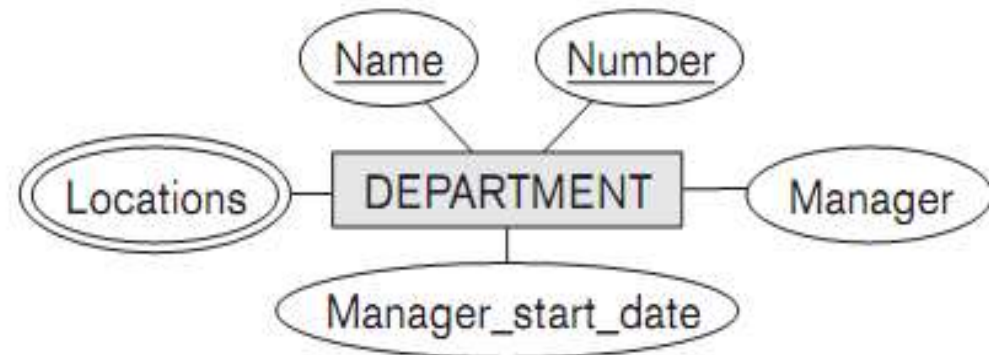 Name
Number
Locations
DEPARTMENT
Manager
Manager_start_date